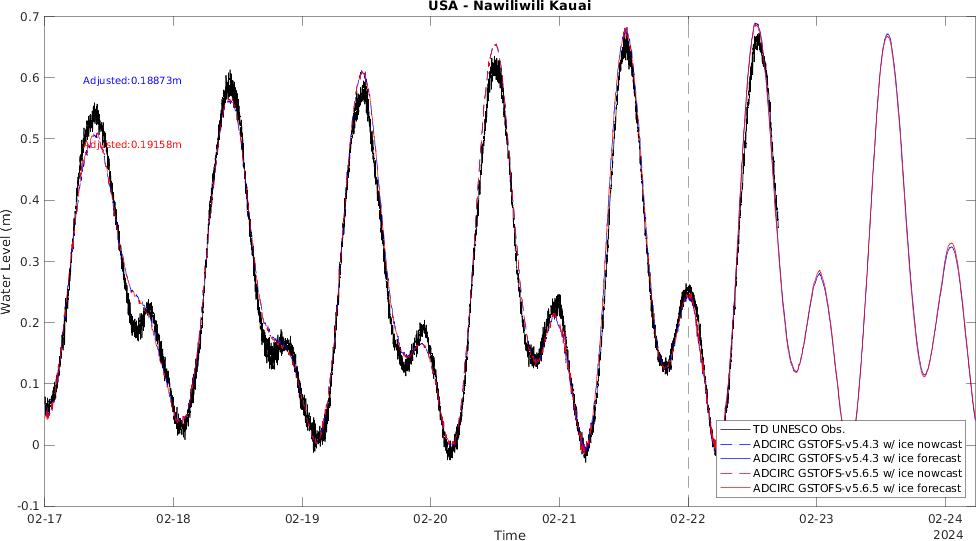 USA - Nawiliwili Kauai
0.7
0.6
0.5
0.4
0.3
0.2
0.1
0
-0.1
Water Level (m)
Adjusted:0.18873m
Adjusted:0.19158m
TD UNESCO Obs.
ADCIRC GSTOFS-v5.4.3 w/ ice nowcast
ADCIRC GSTOFS-v5.4.3 w/ ice forecast
ADCIRC GSTOFS-v5.6.5 w/ ice nowcast
ADCIRC GSTOFS-v5.6.5 w/ ice forecast
02-17 02-18 02-19 02-20 02-21 02-22 02-23 02-24
Time
2024